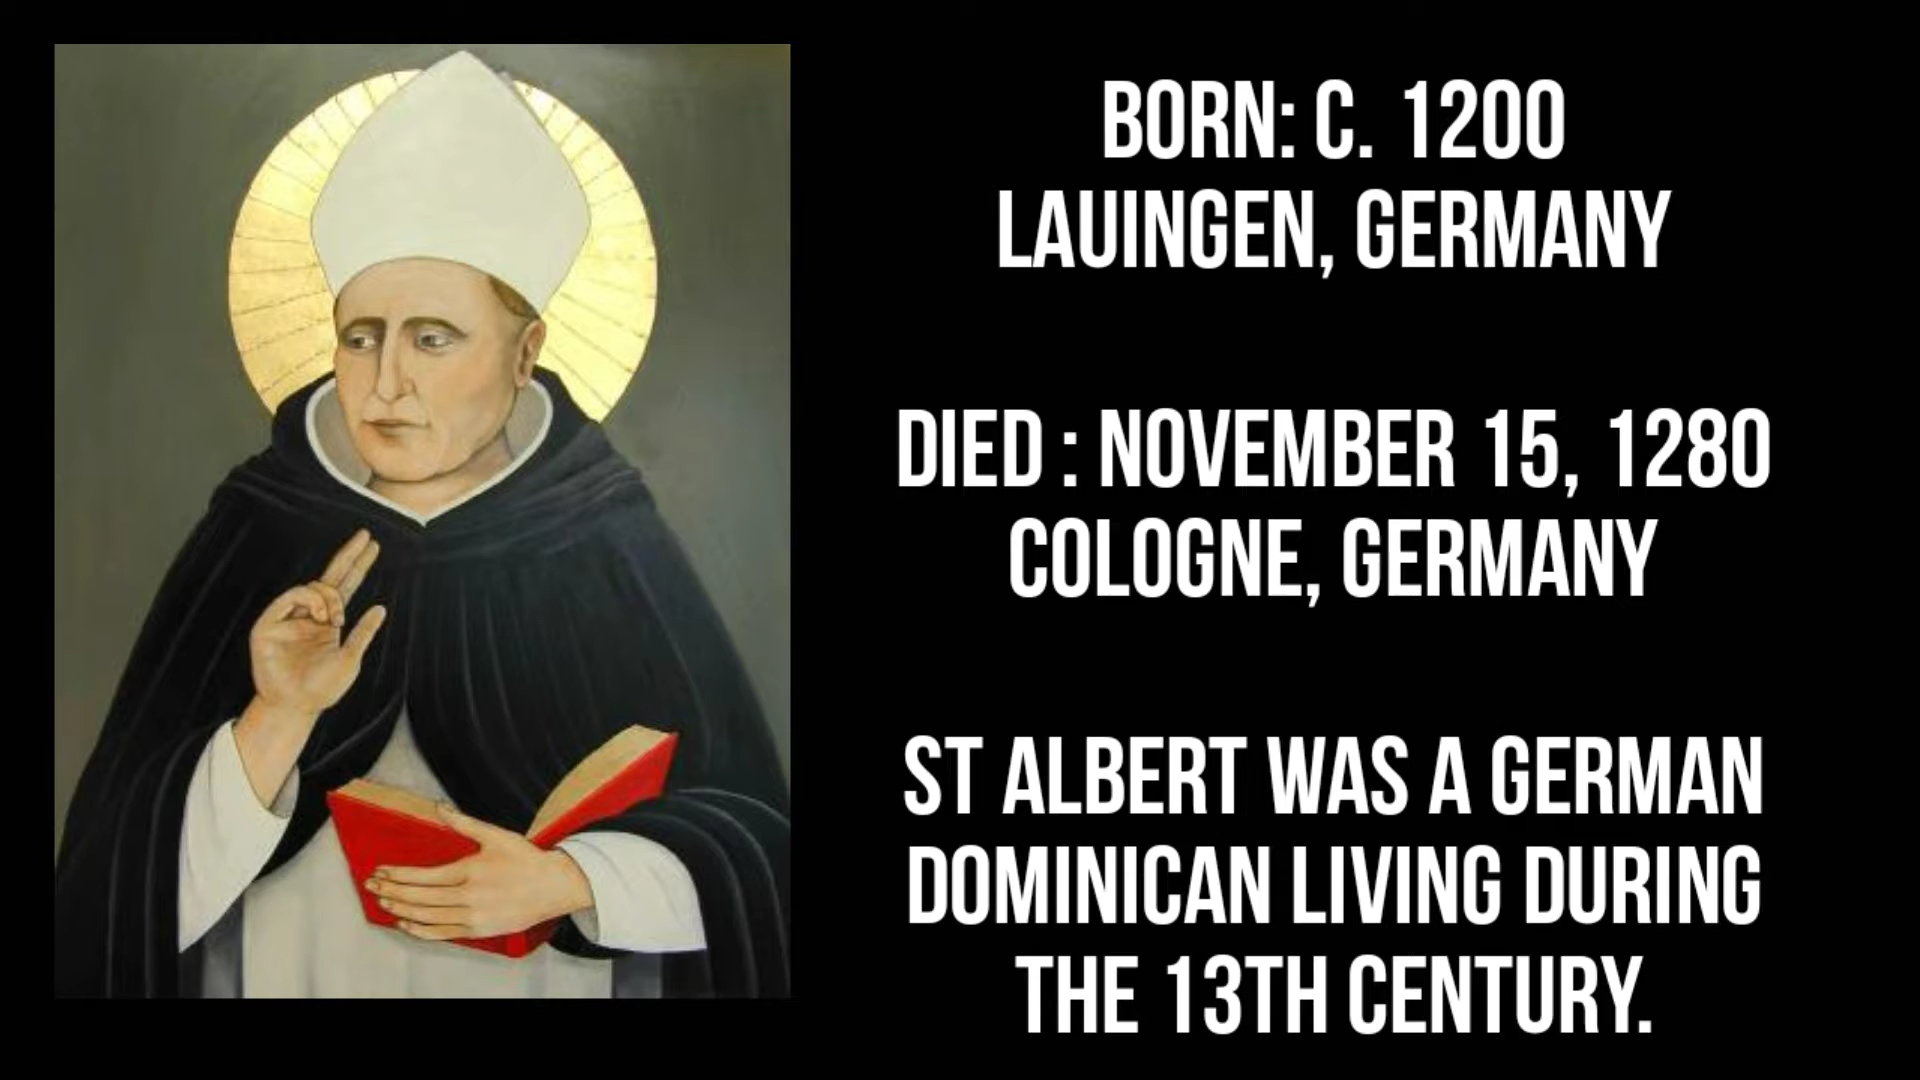 BORN: C. 1200
LAUINGEN, GERMANY
DIED : NOVEMBER 15, 1280
COLOGNE, GERMANY
ST ALBERT WAS A GERMAN
DOMINICAN LIVING DURING
THE 13TH CENTURY.